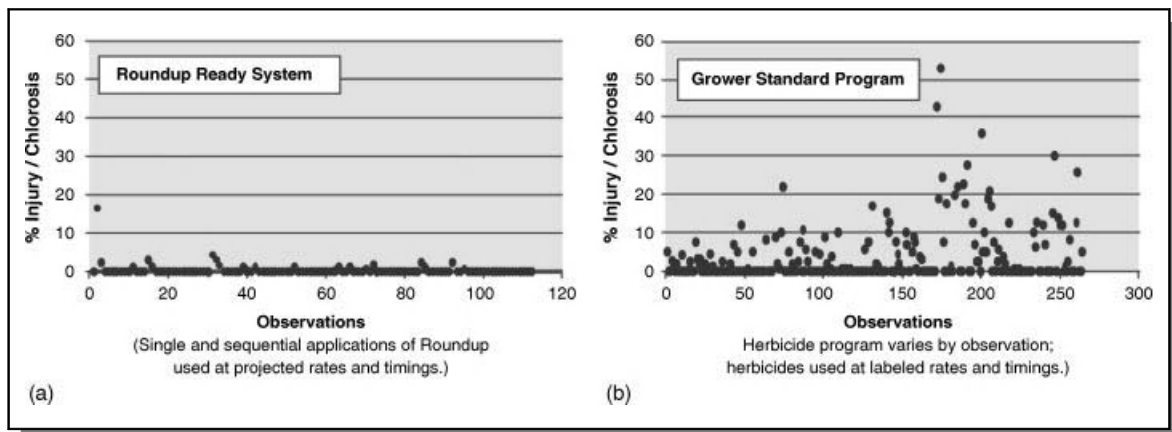 60
50
40
30
20
10
0
% Injury / Chlorosis
Roundup Ready System
0 20 40 60 80 100 120
Observations
(Single and sequential applications of Roundup
used at projected rates and timings.)
(a)
60
50
40
30
20
10
0
% Injury / Chlorosis
Grower Standard Program
0 50 100 150 200 250 300
Observations
Herbicide program varies by observation;
herbicides used at labeled rates and timings.)
(b)